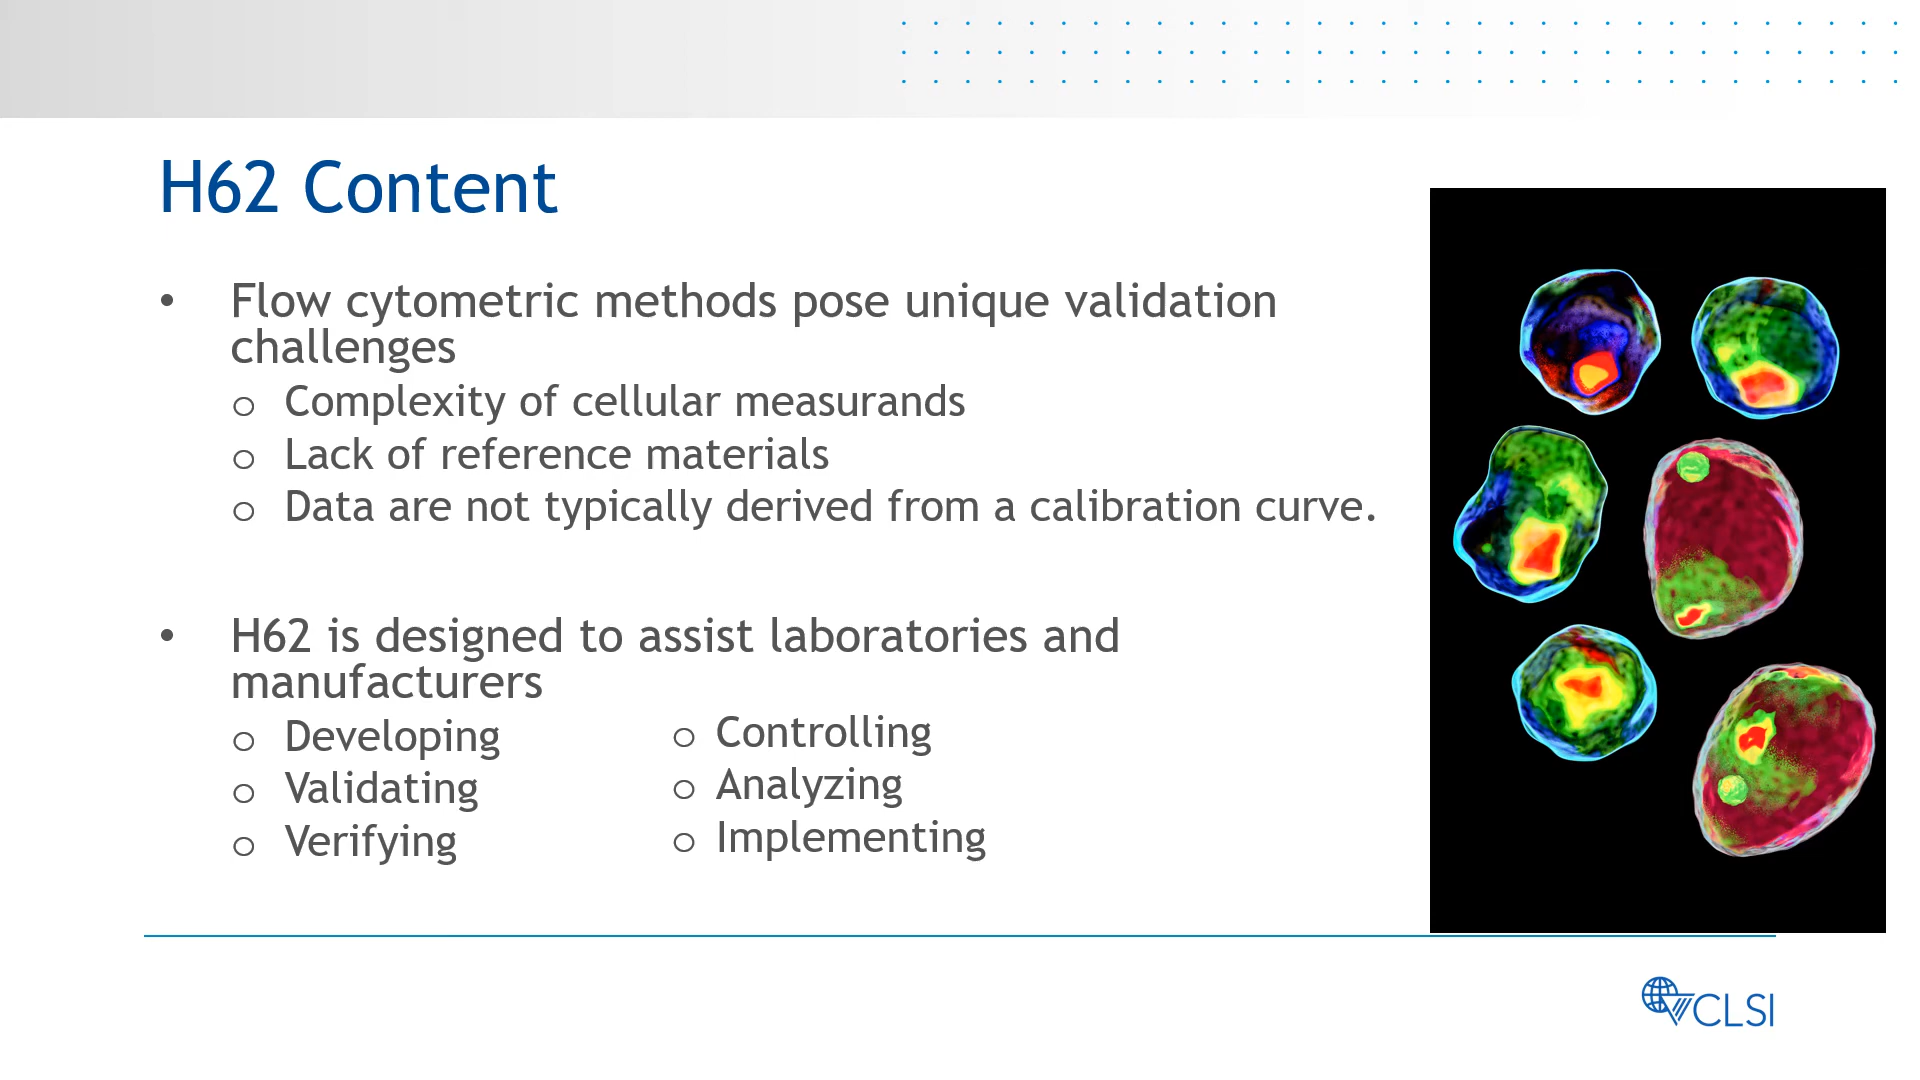 H62 Content
• Flow cytometric methods pose unique validation
challenges
o Complexity of cellular measurands
o Lack of reference materials
o Data are not typically derived from a calibration curve.
• H62 is designed to assist laboratories and
manufacturers
o Developing
o Validating
o Verifying
o Controlling
o Analyzing
o Implementing
CLSI